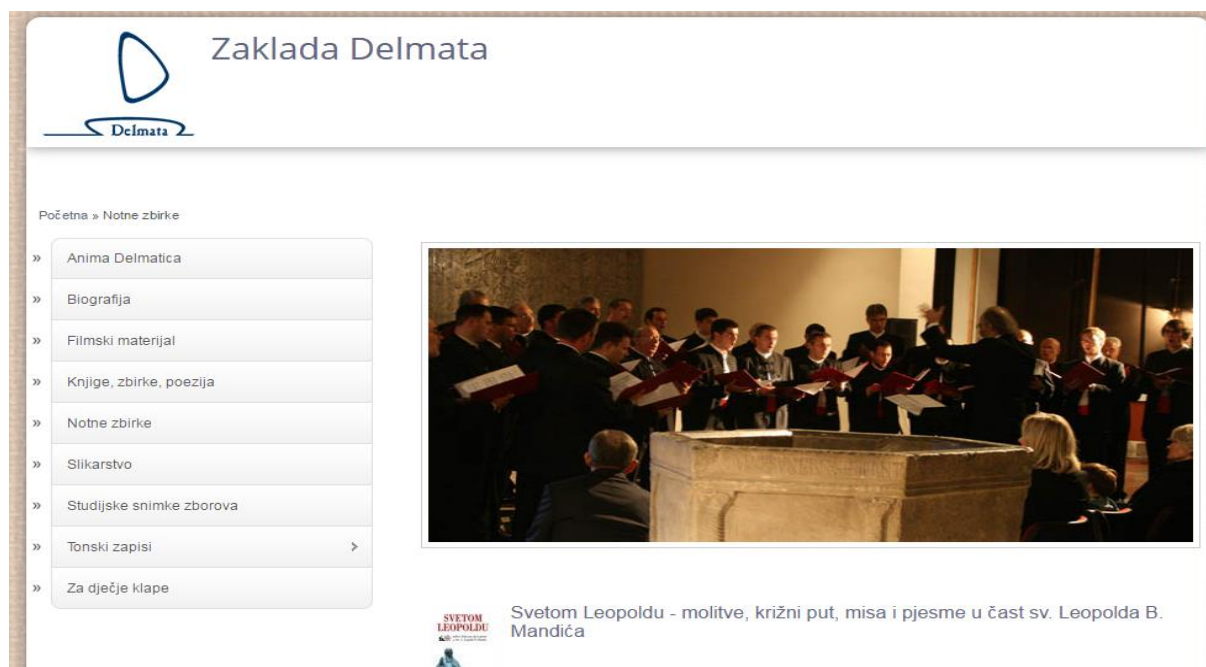 Zaklada Delmata
Delmata
Početna » Notne zbirke
» Anima Delmatica
» Biografija
» Filmski materijal
» Knjige, zbirke, poezija
» Notne zbirke
» Slikarstvo
» Studijske snimke zborova
» Tonski zapisi >
» Za dječje klape
SVETOM
LEOPOLDU
Svetom Leopoldu - molitve, križni put, misa i pjesme u čast sv. Leopolda B.
Mandića